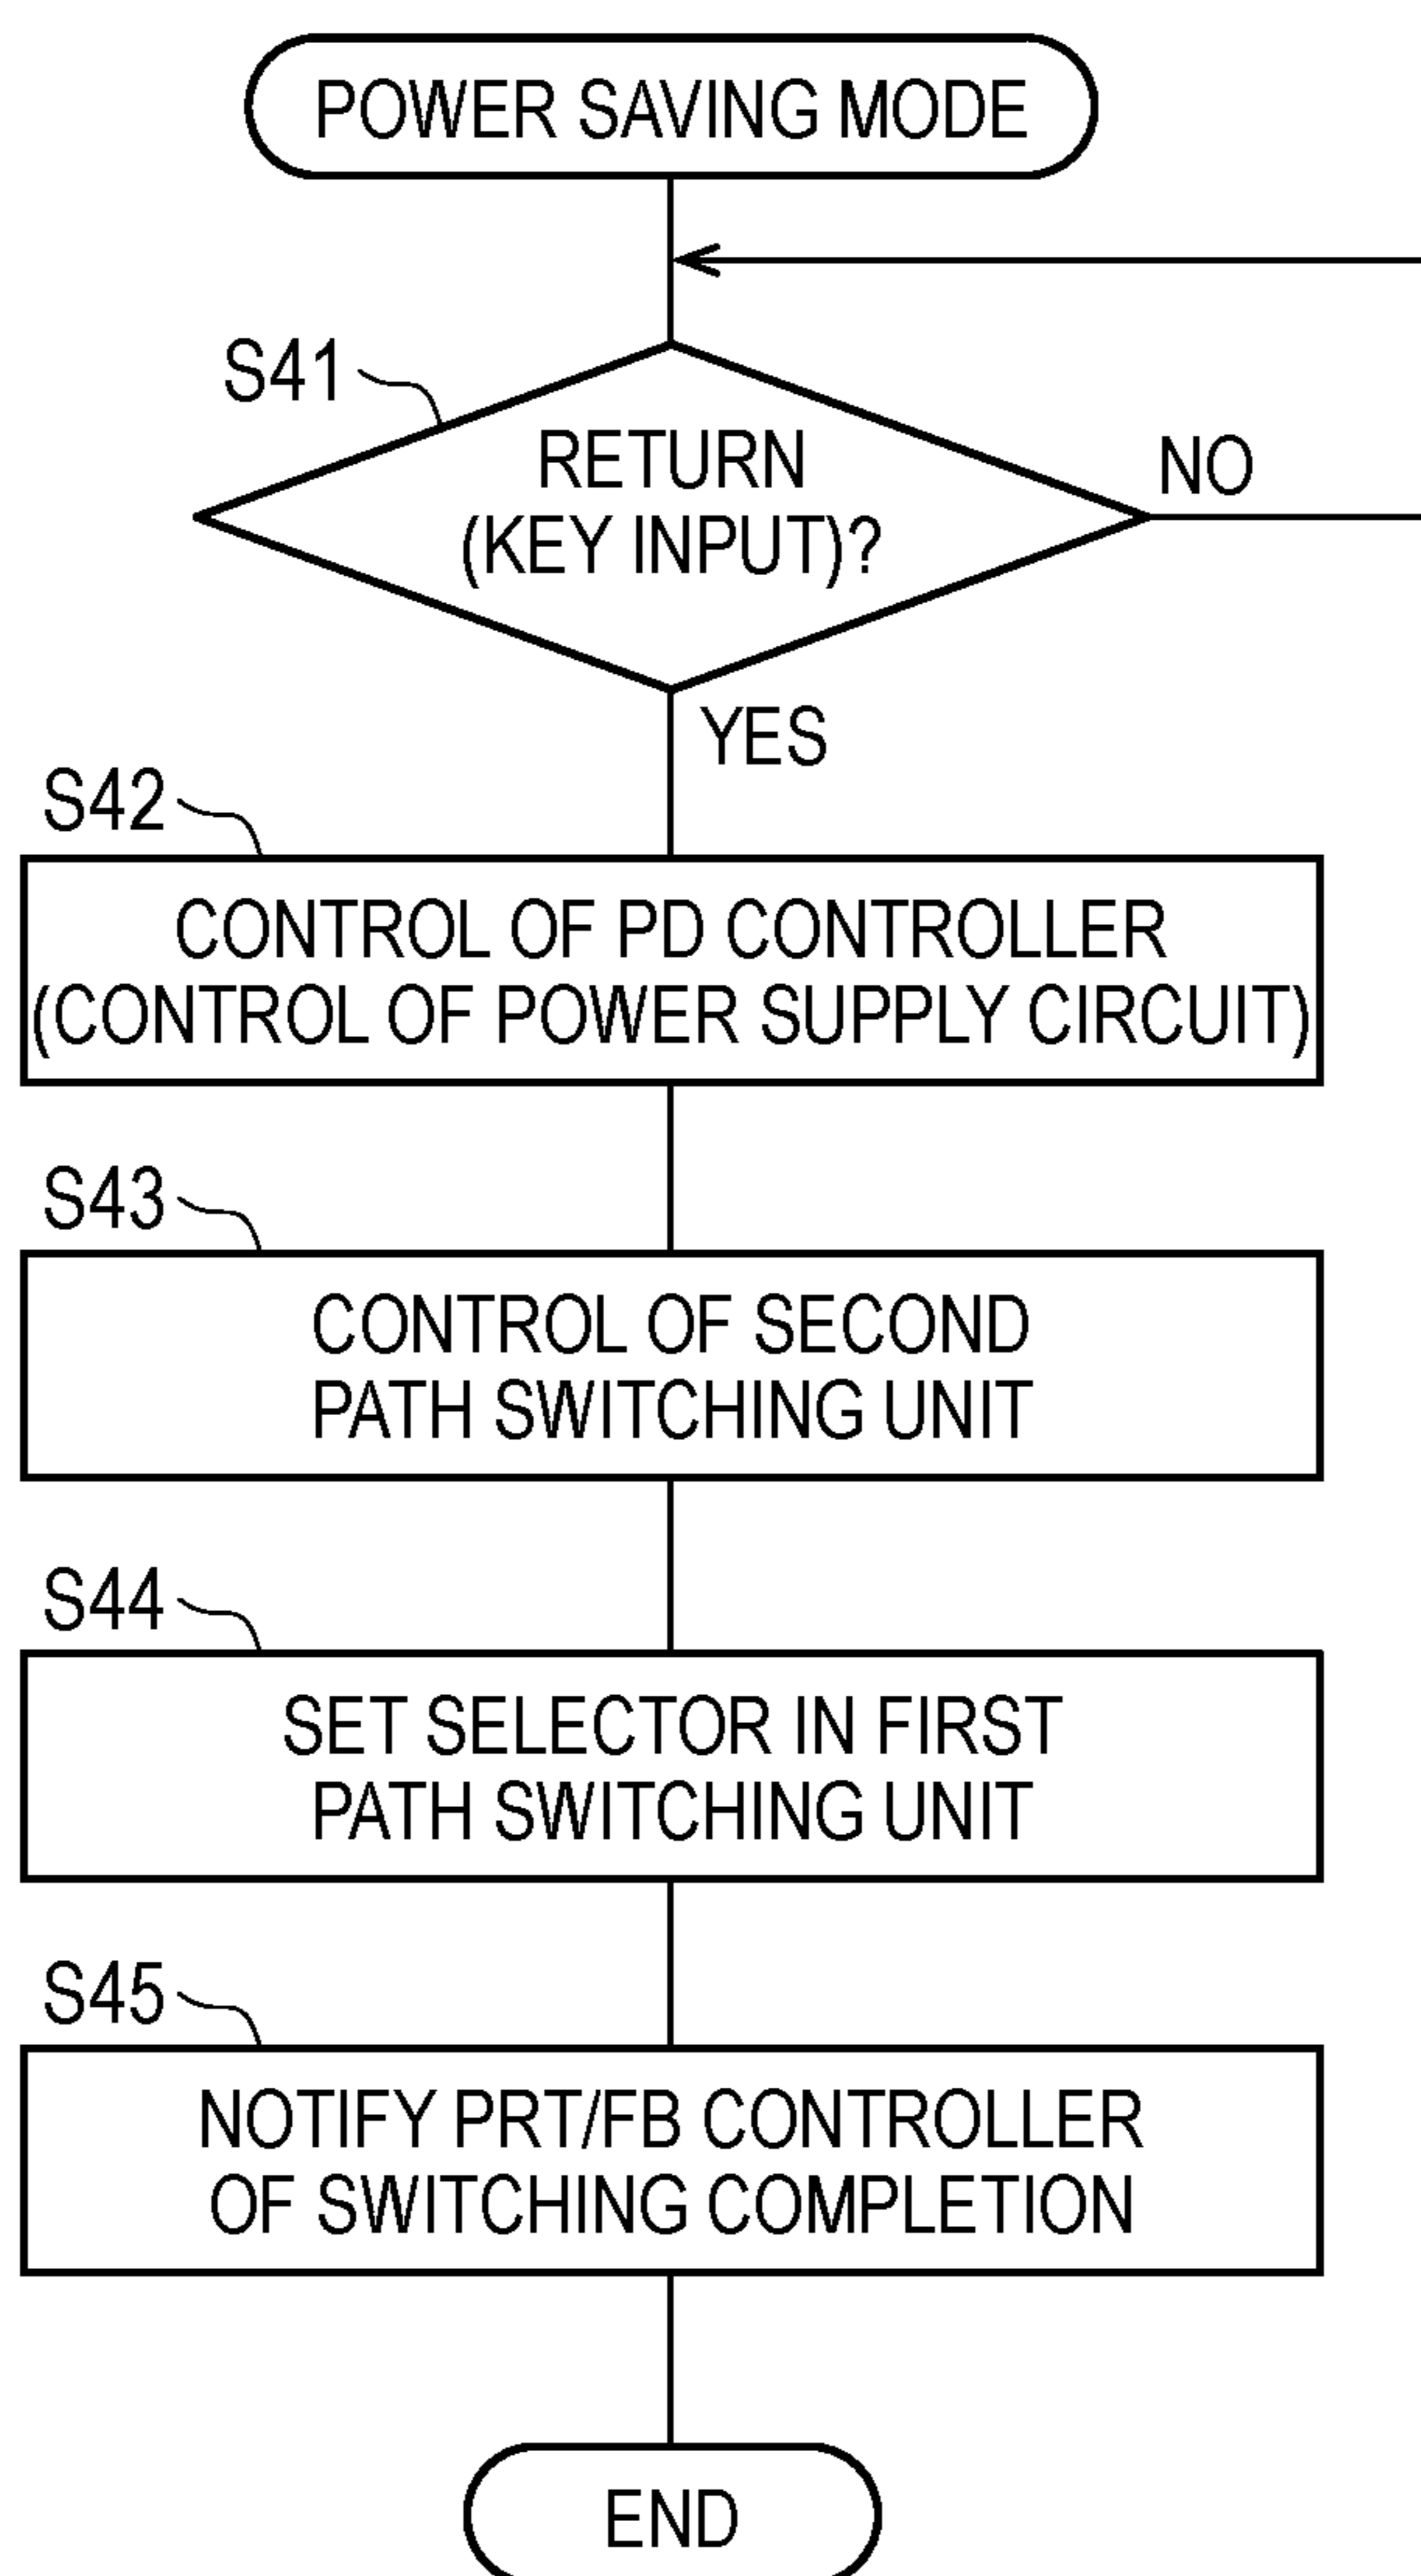 POWER SAVING MODE
S41
RETURN
(KEY INPUT)?
NO
YES
S42
CONTROL OF PD CONTROLLER
(CONTROL OF POWER SUPPLY CIRCUIT)
S43
CONTROL OF SECOND
PATH SWITCHING UNIT
S44
SET SELECTOR IN FIRST
PATH SWITCHING UNIT
S45
NOTIFY PRT/FB CONTROLLER
OF SWITCHING COMPLETION
END